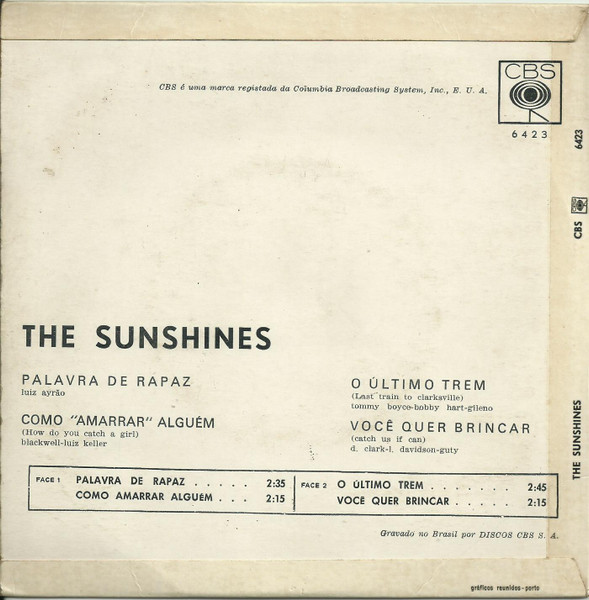 CBS é uma marca registada da Columbia Broadcasting System, Inc., E. U. A.
CBS
6423
6423
CBS
THE SUNSHINES
THE SUNSHINES
PALAVRA DE RAPAZ
luiz ayrão
COMO "AMARRAR" ALGUÉM
(How do you catch a girl)
blackwell-luiz keller
O ÚLTIMO TREM
(Last train to clarksville)
tommy boyce-bobby hart-gileno
VOCÊ QUER BRINCAR
(catch us if can)
d. clark-l. davidson-guty
FACE 1 PALAVRA DE RAPAZ . . . . . 2:35
COMO AMARRAR ALGUÉM . . . 2:15
FACE 2 O ÚLTIMO TREM . . . . . . . 2:45
VOCÊ QUER BRINCAR . . . . . 2:15
Gravado no Brasil por DISCOS CBS S. A.
gráficos reunidos-porto